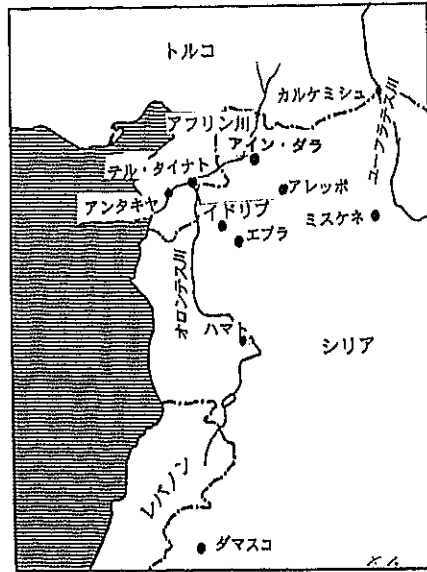 トルコ
カルケミシュ
アフリン川
ユーフラテス川
アイン・ダラ
テル・タイナト
アレッポ
アンタキヤ
イドリブ
ミスケネ
エブラ
オロンテス川
ハマト
シリア
レバノン
ダマスコ